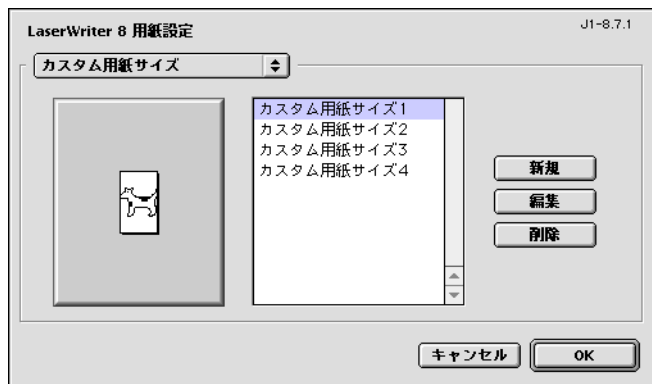 LaserWriter 8 用紙設定
J1-8.7.1
カスタム用紙サイズ
カスタム用紙サイズ1
カスタム用紙サイズ2
カスタム用紙サイズ3
カスタム用紙サイズ4
新規
編集
削除
キャンセル
OK